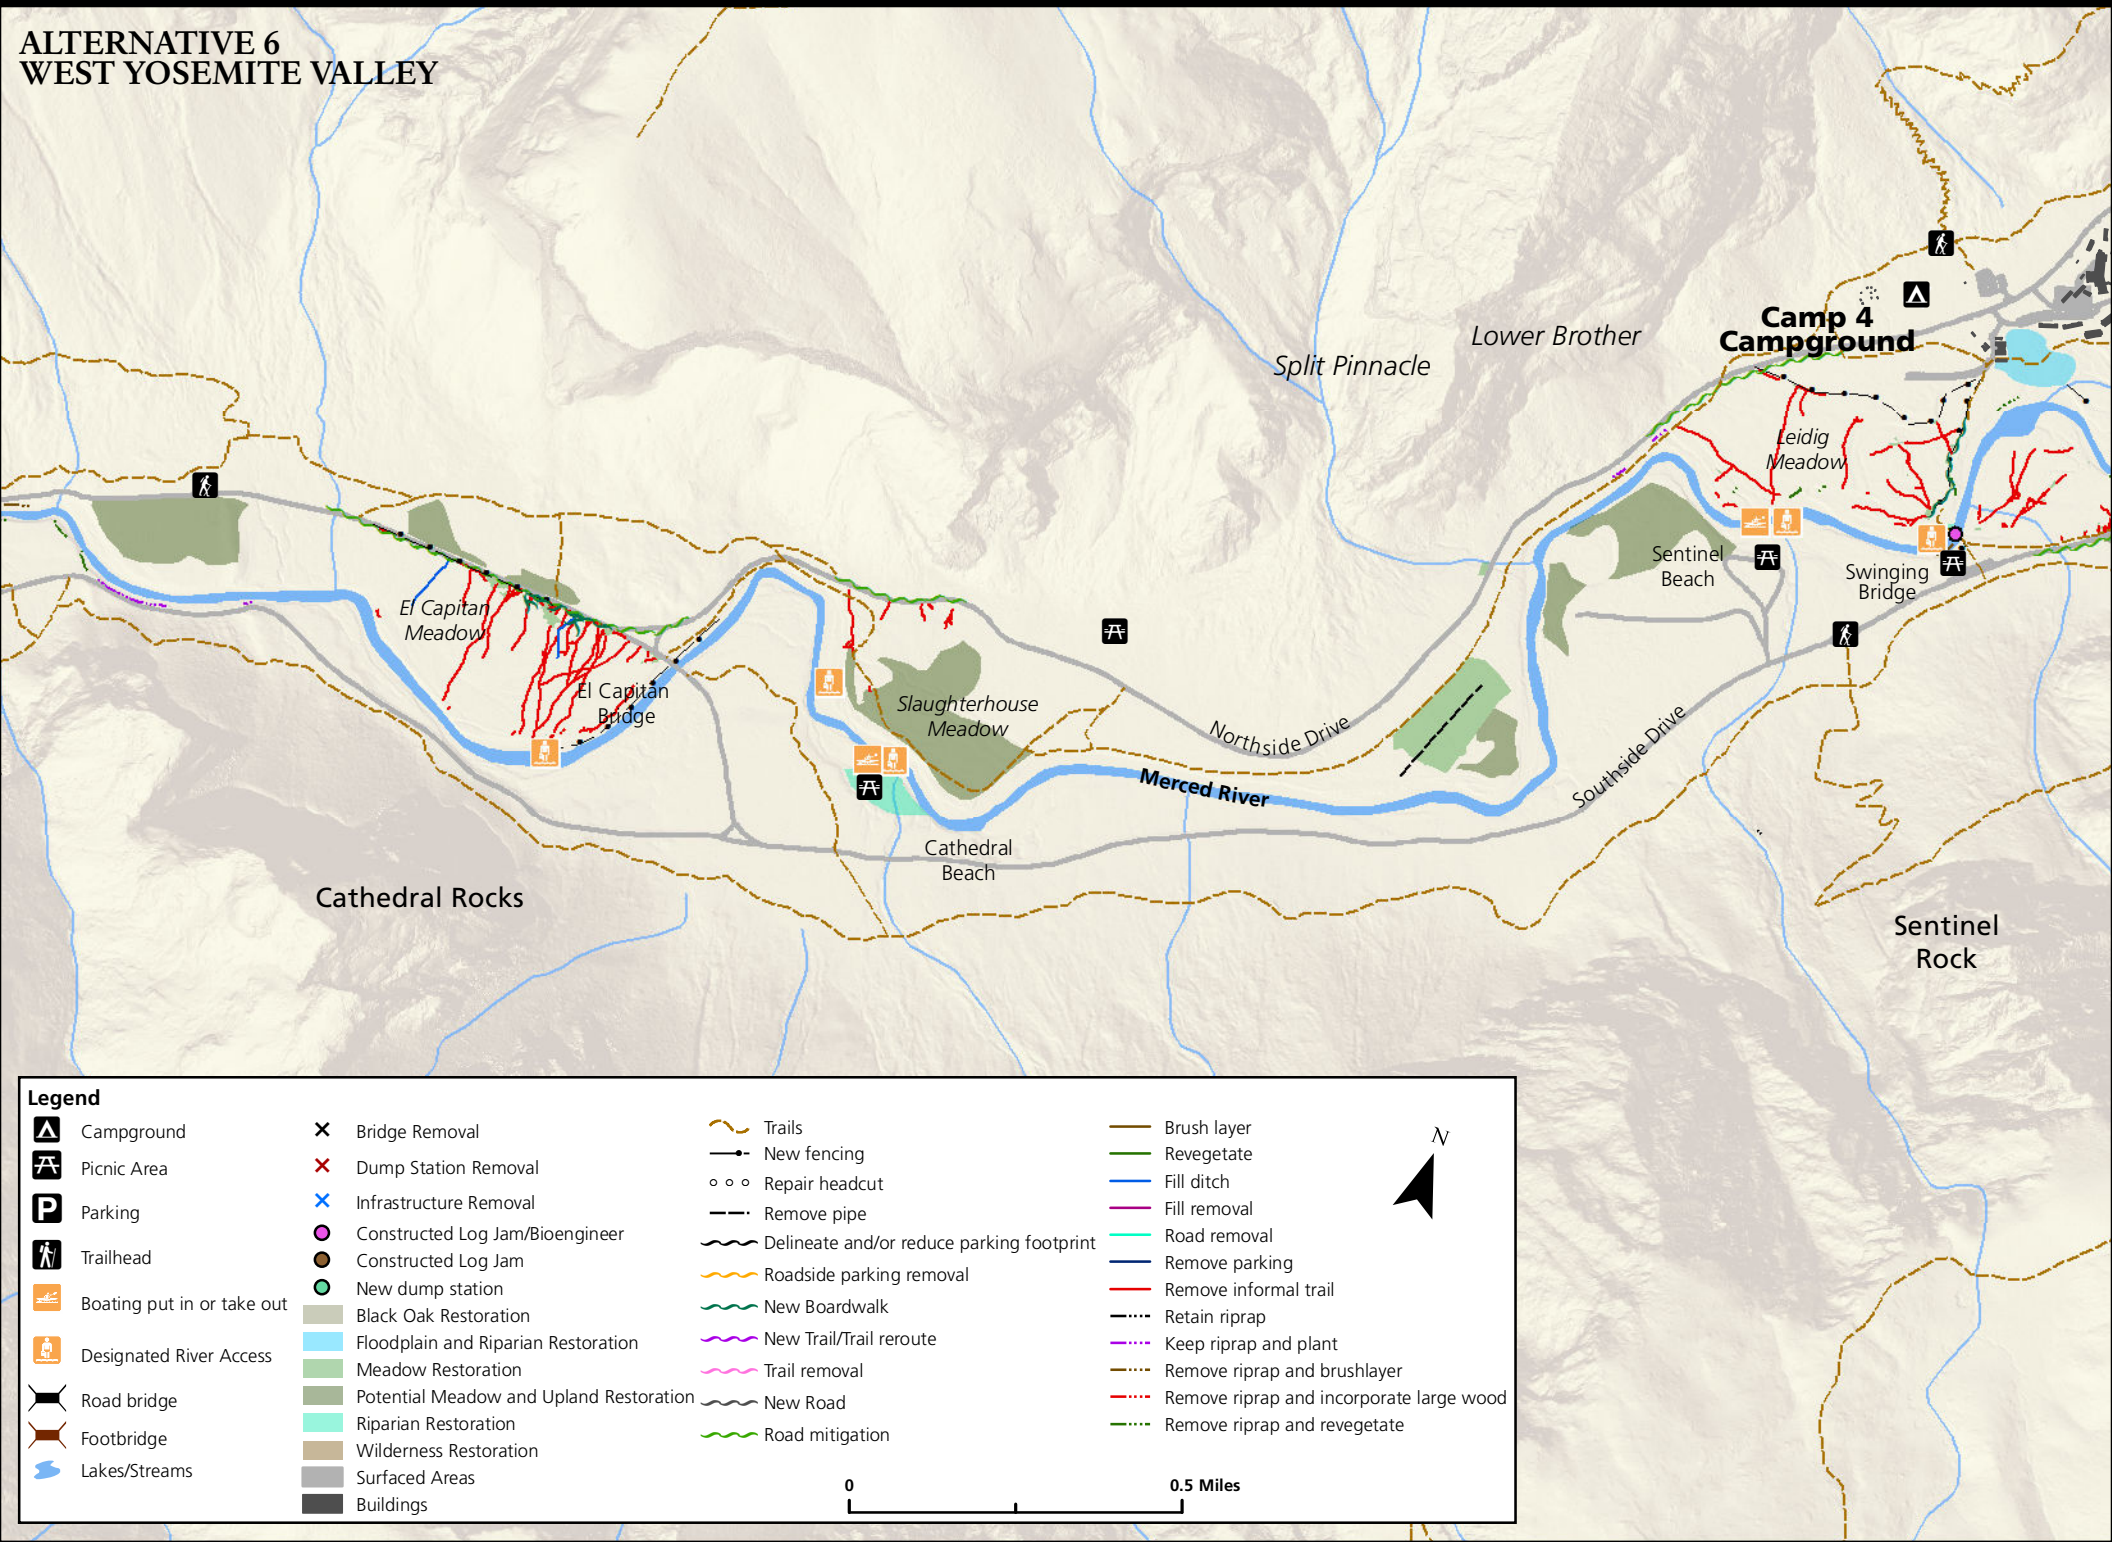 ALTERNATIVE 6
WEST YOSEMITE VALLEY
Lower Brother
Split Pinnacle
Camp 4
Campground
Leidig
Meadow
Sentinel
Beach
Swinging
Bridge
El Capitan
Meadow
El Capitan
Bridge
Slaughterhouse
Meadow
Northside Drive
Southside Drive
Merced River
Cathedral
Beach
Cathedral Rocks
Sentinel
Rock
Legend
Campground
Picnic Area
P
Parking
Trailhead
Boating put in or take out
Designated River Access
Road bridge
Footbridge
Lakes/Streams
Bridge Removal
Dump Station Removal
Infrastructure Removal
Constructed Log Jam/Bioengineer
Constructed Log Jam
New dump station
Black Oak Restoration
Floodplain and Riparian Restoration
Meadow Restoration
Potential Meadow and Upland Restoration
Riparian Restoration
Wilderness Restoration
Surfaced Areas
Buildings
Trails
New fencing
Repair headcut
Remove pipe
Delineate and/or reduce parking footprint
Roadside parking removal
New Boardwalk
New Trail/Trail reroute
Trail removal
New Road
Road mitigation
Brush layer
Revegetate
Fill ditch
Fill removal
Road removal
Remove parking
Remove informal trail
Retain riprap
Keep riprap and plant
Remove riprap and brushlayer
Remove riprap and incorporate large wood
Remove riprap and revegetate
N
0 0.5 Miles